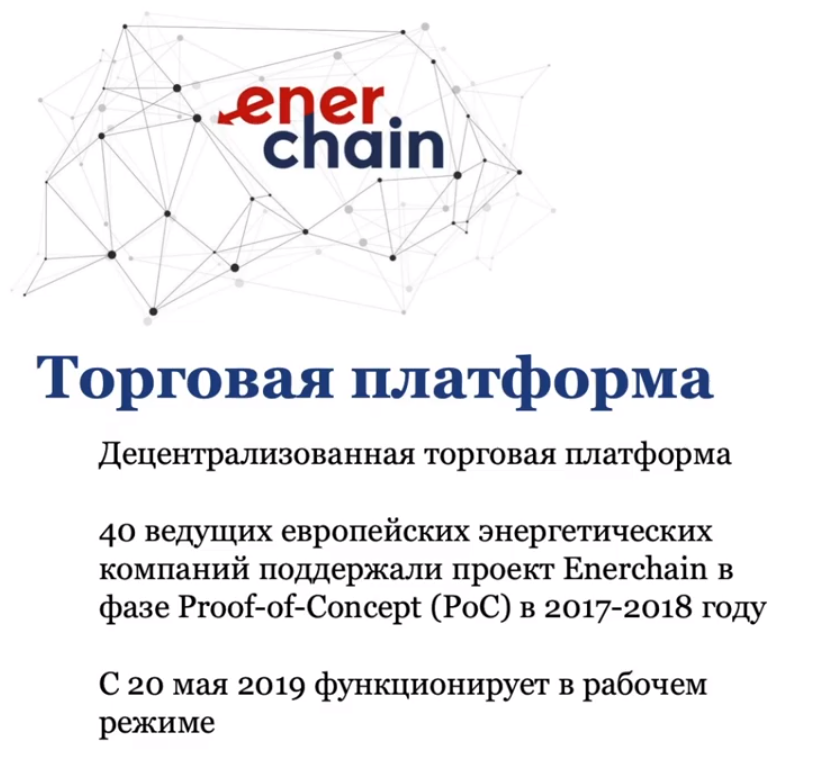 ener
chain
Торговая платформа
Децентрализованная торговая платформа
40 ведущих европейских энергетических
компаний поддержали проект Enerchain в
фазе Proof-of-Concept (PoC) в 2017-2018 году
С 20 мая 2019 функционирует в рабочем
режиме